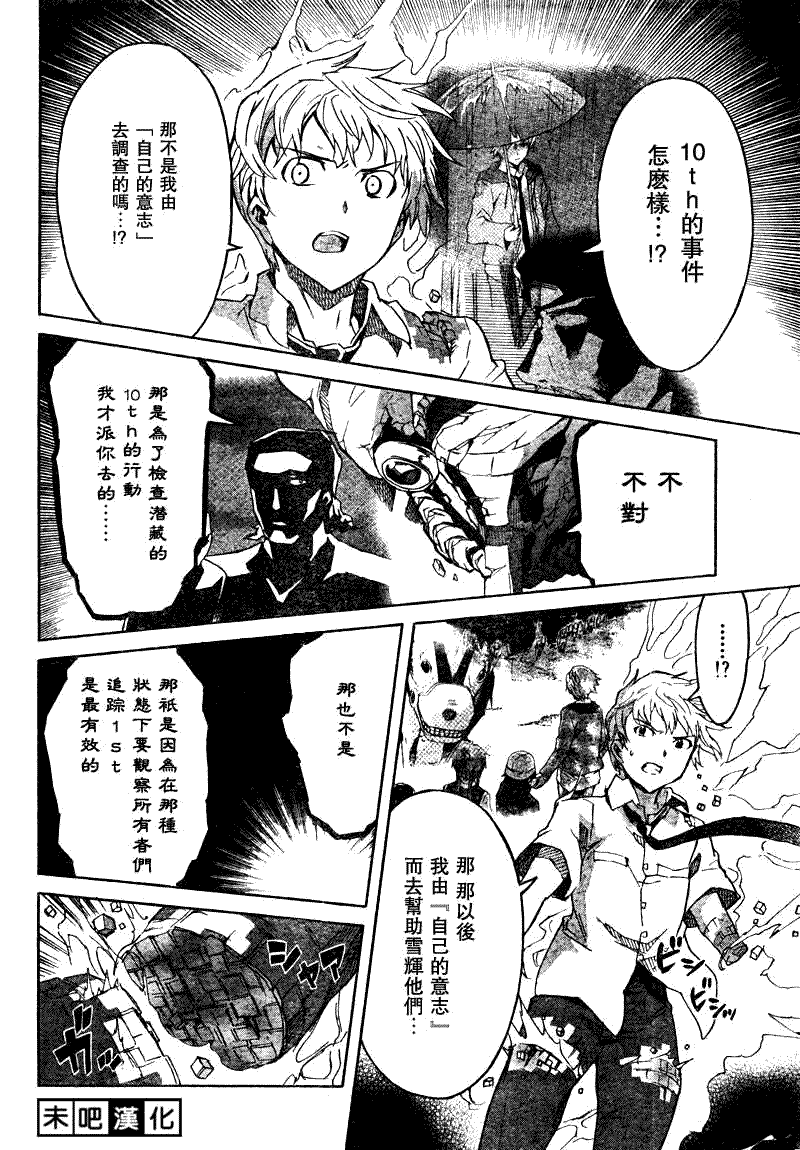 10th的事件
怎麼樣…!?
那不是我由
「自己的意志」
去調查的嗎…!?
不
不對
那是為了檢查潛藏的
10th的行動
我才派你去的……
……!?
那 那以後
我由『自己的意志』
而去幫助雪輝他們…
ビシ
ビシッ
那也不是
那祇是因為在那種
狀態下要觀察所有者們
追踪1st
是最有效的
シャア
ガッ
未吧漢化